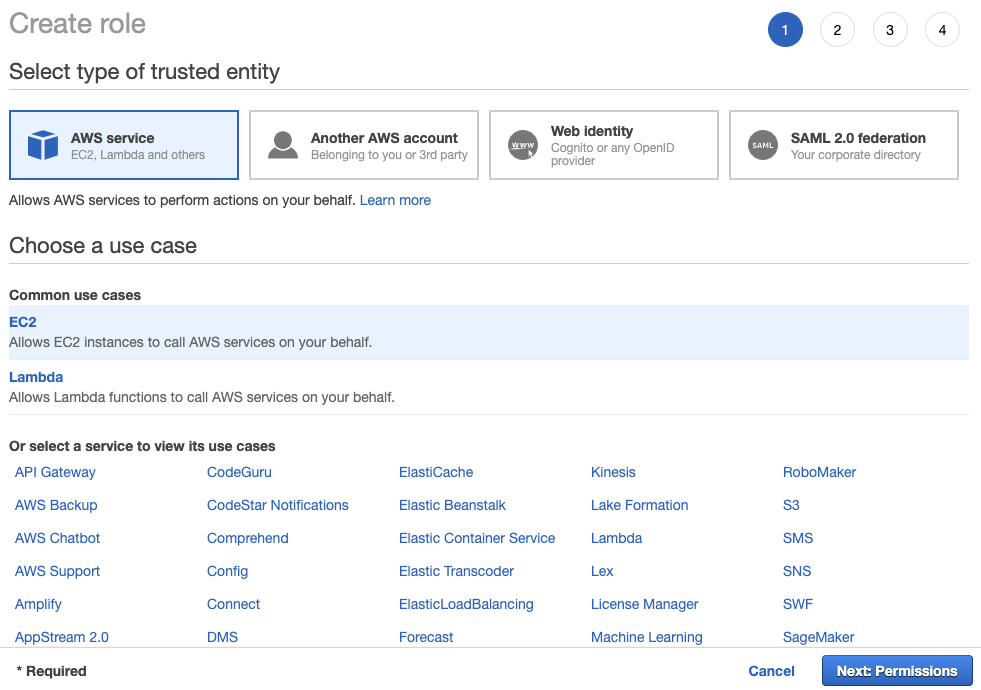 Create role
1 2 3 4
Select type of trusted entity
AWS service
EC2, Lambda and others
Another AWS account
Belonging to you or 3rd party
www
Web identity
Cognito or any OpenID
provider
SAML
SAML 2.0 federation
Your corporate directory
Allows AWS services to perform actions on your behalf. Learn more
Choose a use case
Common use cases
EC2
Allows EC2 instances to call AWS services on your behalf.
Lambda
Allows Lambda functions to call AWS services on your behalf.
Or select a service to view its use cases
API Gateway CodeGuru ElastiCache Kinesis RoboMaker
AWS Backup CodeStar Notifications Elastic Beanstalk Lake Formation S3
AWS Chatbot Comprehend Elastic Container Service Lambda SMS
AWS Support Config Elastic Transcoder Lex SNS
Amplify Connect ElasticLoadBalancing License Manager SWF
AppStream 2.0 DMS Forecast Machine Learning SageMaker
* Required Cancel Next: Permissions